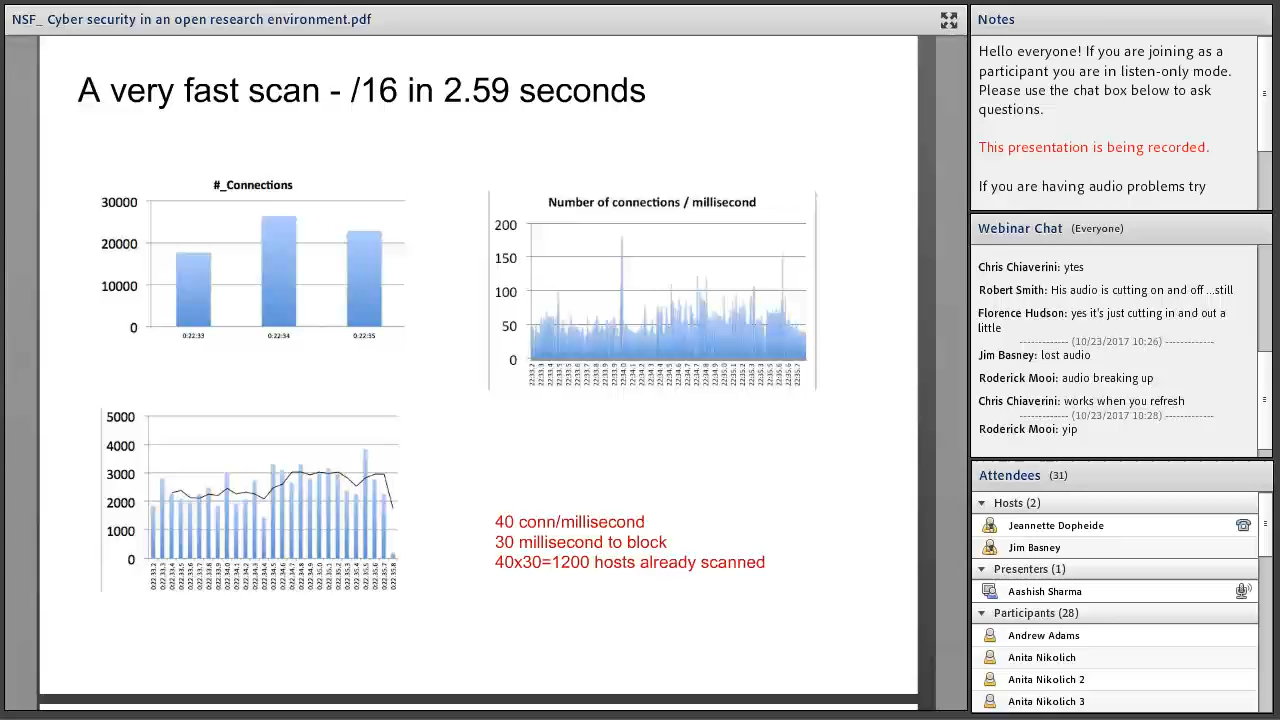 NSF_ Cyber security in an open research environment.pdf
A very fast scan - /16 in 2.59 seconds
#_Connections
30000
20000
10000
0
0:22:33
0:22:34
0:22:35
Number of connections / millisecond
200
150
100
50
0
5000
4000
3000
2000
1000
0
40 conn/millisecond
30 millisecond to block
40x30=1200 hosts already scanned
Notes
Hello everyone! If you are joining as a
participant you are in listen-only mode.
Please use the chat box below to ask
questions.
This presentation is being recorded.
If you are having audio problems try
Webinar Chat (Everyone)
Chris Chiaverini: ytes
Robert Smith: His audio is cutting on and off ...still
Florence Hudson: yes it's just cutting in and out a
little
------------- (10/23/2017 10:26) -------------
Jim Basney: lost audio
Roderick Mooi: audio breaking up
Chris Chiaverini: works when you refresh
------------- (10/23/2017 10:28) -------------
Roderick Mooi: yip
Attendees (31)
Hosts (2)
Jeannette Dopheide
Jim Basney
Presenters (1)
Aashish Sharma
Participants (28)
Andrew Adams
Anita Nikolich
Anita Nikolich 2
Anita Nikolich 3